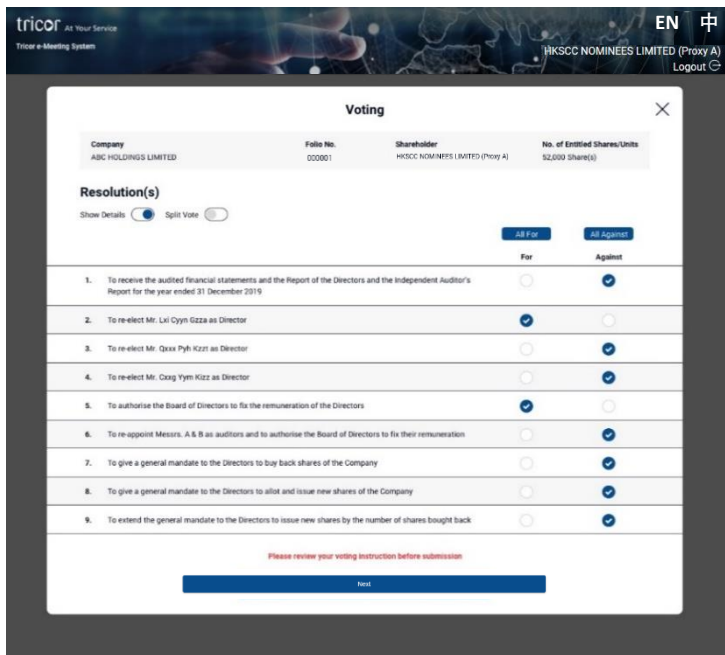 tricor At Your Service
EN 中
Tricor e-Meeting System
HKSCC NOMINEES LIMITED (Proxy A)
Logout
Voting
Company Folio No. Shareholder No. of Entitled Shares/Units
ABC HOLDINGS LIMITED 000001 HKSCC NOMINEES LIMITED (Proxy A) 52,000 Share(s)
Resolution(s)
Show Details Split Vote
All For All Against
For Against
1. To receive the audited financial statements and the Report of the Directors and the Independent Auditor's
Report for the year ended 31 December 2019
2. To re-elect Mr. Lxi Cyyn Gzza as Director
3. To re-elect Mr. Qxxx Pyh Kzzt as Director
4. To re-elect Mr. Cxxg Yym Kizz as Director
5. To authorise the Board of Directors to fix the remuneration of the Directors
6. To re-appoint Messrs. A & B as auditors and to authorise the Board of Directors to fix their remuneration
7. To give a general mandate to the Directors to buy back shares of the Company
8. To give a general mandate to the Directors to allot and issue new shares of the Company
9. To extend the general mandate to the Directors to issue new shares by the number of shares bought back
Please review your voting instruction before submission
Next